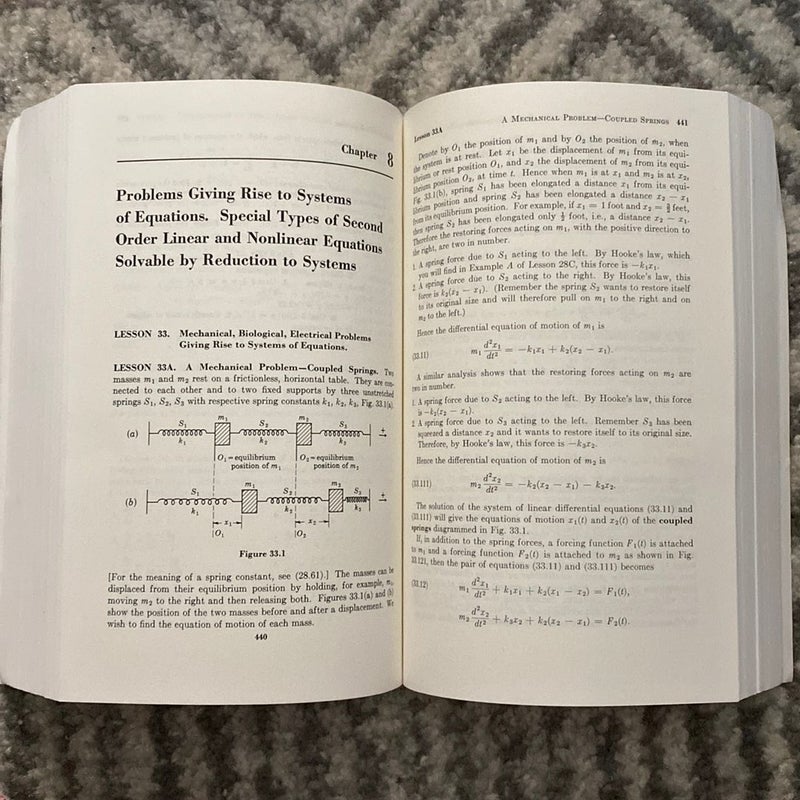 Chapter 8
Problems Giving Rise to Systems
of Equations. Special Types of Second
Order Linear and Nonlinear Equations
Solvable by Reduction to Systems
LESSON 33. Mechanical, Biological, Electrical Problems
Giving Rise to Systems of Equations.
LESSON 33A. A Mechanical Problem—Coupled Springs. Two
masses m₁ and m₂ rest on a frictionless, horizontal table. They are con-
nected to each other and to two fixed supports by three unstretched
springs S₁, S₂, S₃ with respective spring constants k₁, k₂, k₃, Fig. 33.1(a).
(a) S₁ k₁ m₁ S₂ k₂ m₂ S₃ k₃ +
O₁=equilibrium position of m₁
O₂=equilibrium position of m₂
(b) S₁ k₁ m₁ S₂ k₂ m₂ S₃ k₃ +
x₁ x₂
O₁ O₂
Figure 33.1
[For the meaning of a spring constant, see (28.61).] The masses can be
displaced from their equilibrium position by holding, for example, m₁,
moving m₂ to the right and then releasing both. Figures 33.1(a) and (b)
show the position of the two masses before and after a displacement. We
wish to find the equation of motion of each mass.
440
Lesson 33A A MECHANICAL PROBLEM—COUPLED SPRINGS 441
Denote by O₁ the position of m₁ and by O₂ the position of m₂, when
the system is at rest. Let x₁ be the displacement of m₁ from its equi-
librium or rest position O₁, and x₂ the displacement of m₂ from its equi-
librium position O₂, at time t. Hence when m₁ is at x₁ and m₂ is at x₂,
Fig. 33.1(b), spring S₁ has been elongated a distance x₁ from its equi-
librium position and spring S₂ has been elongated a distance x₂ − x₁
from its equilibrium position. For example, if x₁ = 1 foot and x₂ = 3/2 feet,
then spring S₂ has been elongated only ½ foot, i.e., a distance x₂ − x₁.
Therefore the restoring forces acting on m₁, with the positive direction to
the right, are two in number.
1. A spring force due to S₁ acting to the left. By Hooke's law, which
you will find in Example A of Lesson 28C, this force is −k₁x₁.
2. A spring force due to S₂ acting to the right. By Hooke's law, this
force is k₂(x₂ − x₁). (Remember the spring S₂ wants to restore itself
to its original size and will therefore pull on m₁ to the right and on
m₂ to the left.)
Hence the differential equation of motion of m₁ is
(33.11) m₁ d²x₁/dt² = −k₁x₁ + k₂(x₂ − x₁).
A similar analysis shows that the restoring forces acting on m₂ are
two in number.
1. A spring force due to S₂ acting to the left. By Hooke's law, this force
is −k₂(x₂ − x₁).
2. A spring force due to S₃ acting to the left. Remember S₃ has been
squeezed a distance x₂ and it wants to restore itself to its original size.
Therefore, by Hooke's law, this force is −k₃x₂.
Hence the differential equation of motion of m₂ is
(33.111) m₂ d²x₂/dt² = −k₂(x₂ − x₁) − k₃x₂.
The solution of the system of linear differential equations (33.11) and
(33.111) will give the equations of motion x₁(t) and x₂(t) of the coupled
springs diagrammed in Fig. 33.1.
If, in addition to the spring forces, a forcing function F₁(t) is attached
to m₁ and a forcing function F₂(t) is attached to m₂ as shown in Fig.
33.121, then the pair of equations (33.11) and (33.111) becomes
(33.12) m₁ d²x₁/dt² + k₁x₁ + k₂(x₁ − x₂) = F₁(t),
m₂ d²x₂/dt² + k₃x₂ + k₂(x₂ − x₁) = F₂(t).